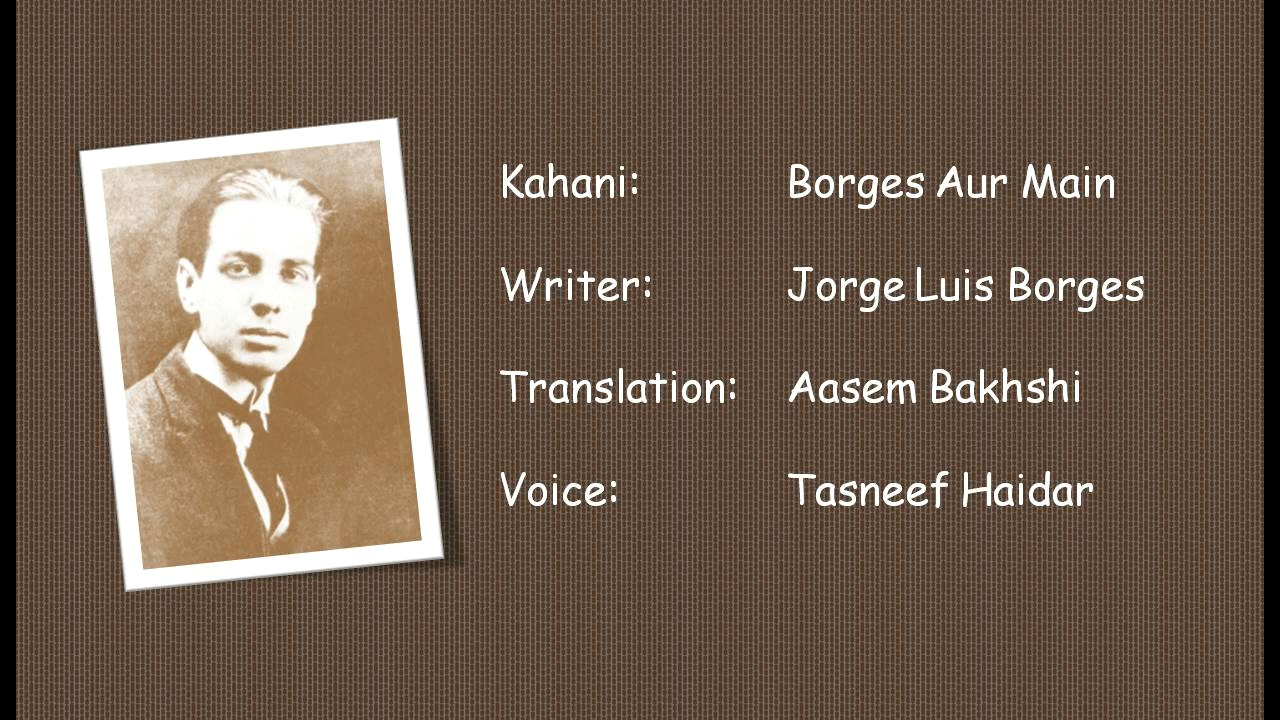 Kahani: Borges Aur Main
Writer: Jorge Luis Borges
Translation: Aasem Bakhshi
Voice: Tasneef Haidar